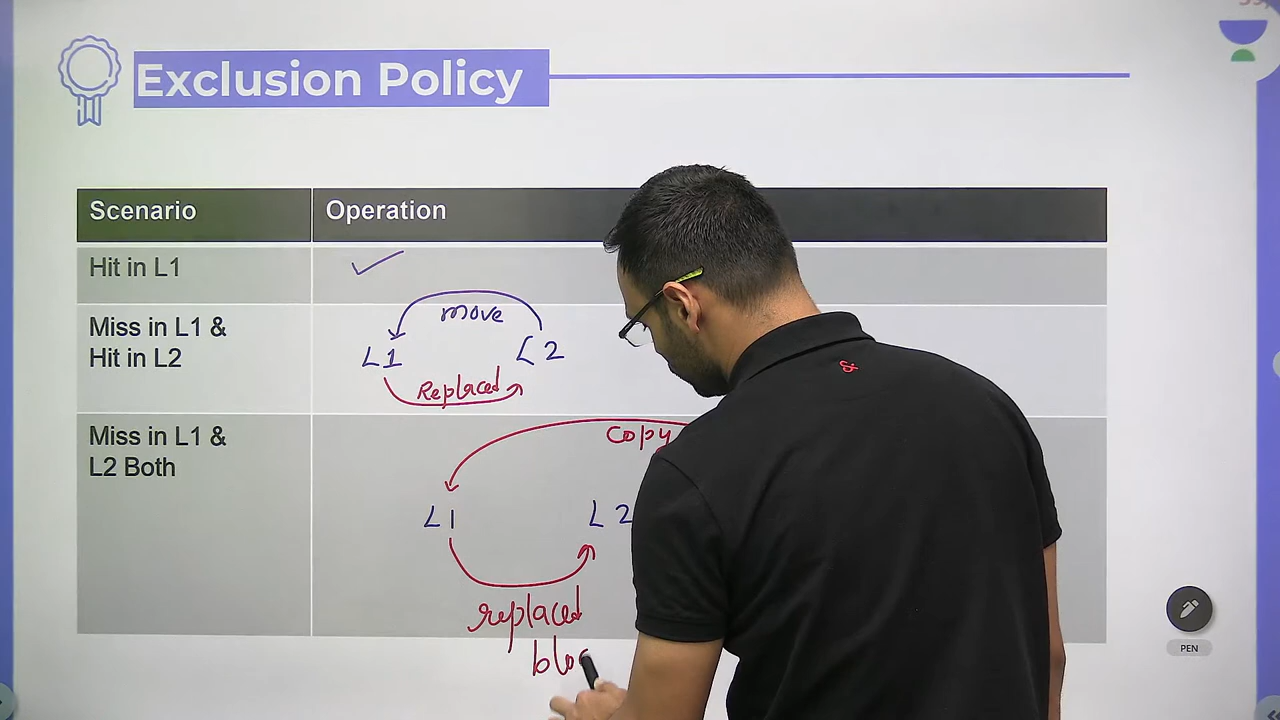 Exclusion Policy
Scenario
Operation
Hit in L1
Miss in L1 &
Hit in L2
move
L1
L2
Replaced
Miss in L1 &
L2 Both
copy
L1
L2
replaced
PEN